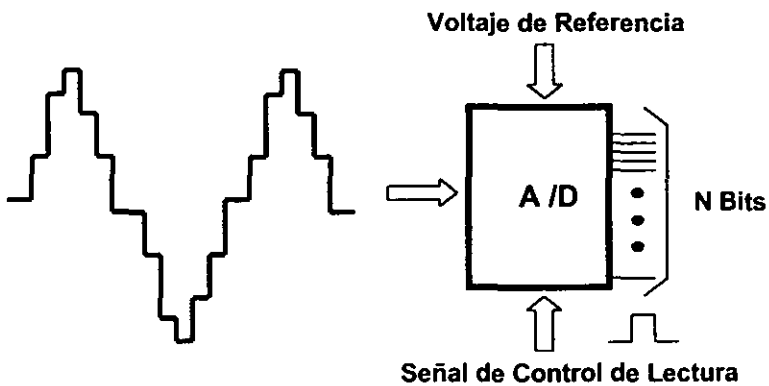 Voltaje de Referencia
A /D
N Bits
Señal de Control de Lectura